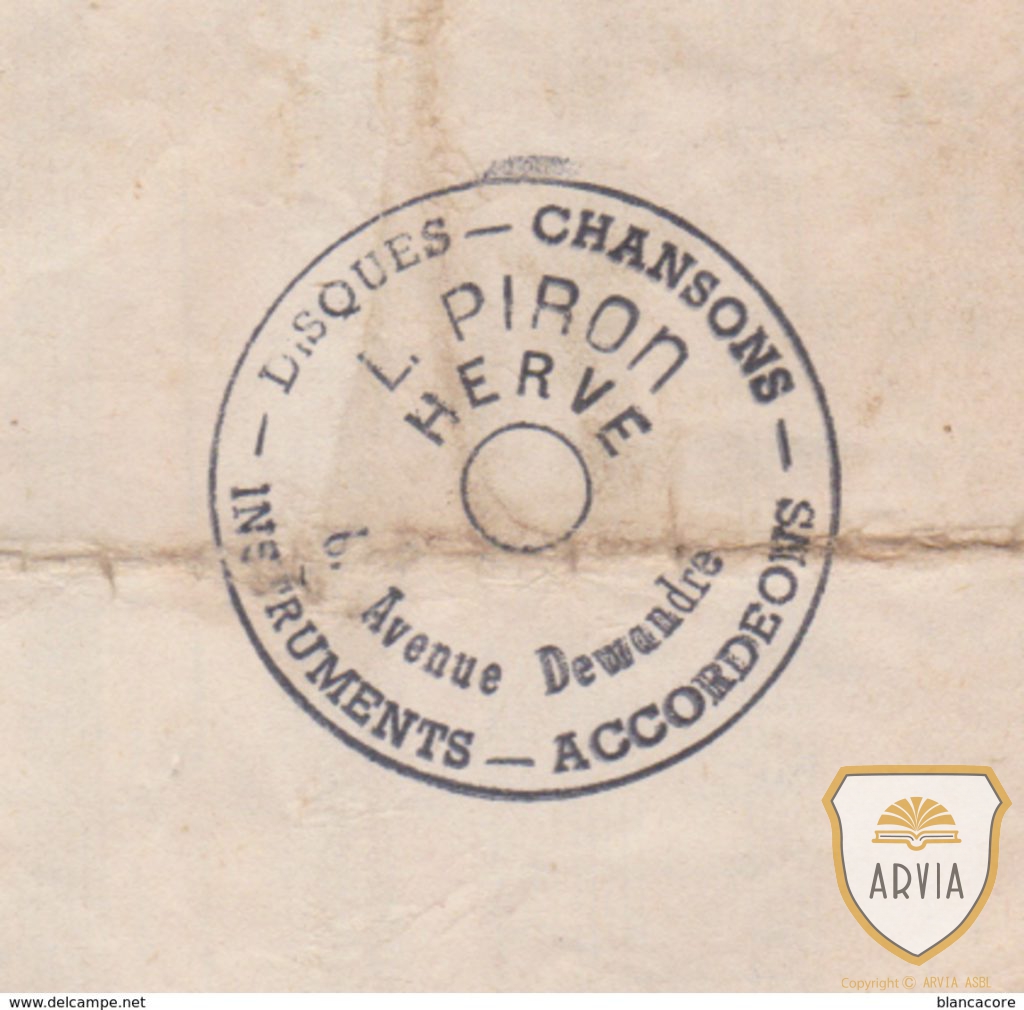 DISQUES — CHANSONS — ACCORDEONS — INSTRUMENTS —
L. PIRON
HERVE
6. Avenue Dewandre
ARVIA
Copyright © ARVIA ASBL
www.delcampe.net
blancacore